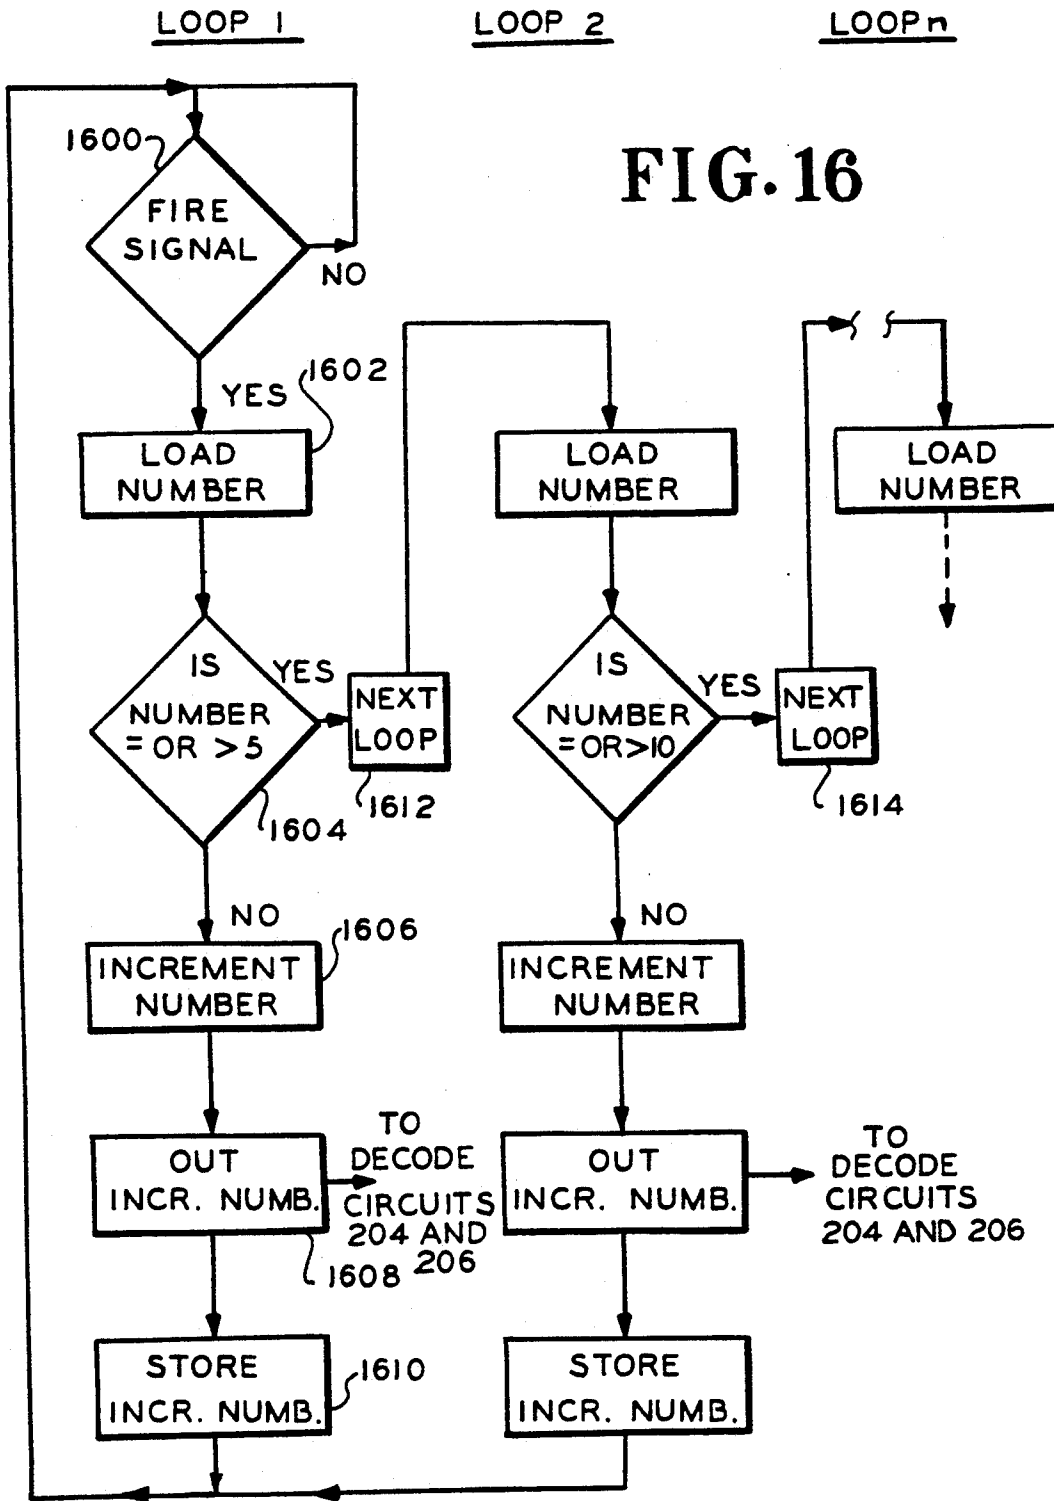 LOOP 1
LOOP 2
LOOP n
FIG. 16
1600
FIRE
SIGNAL
NO
YES
1602
LOAD
NUMBER
IS
NUMBER
= OR > 5
YES
NEXT
LOOP
1612
1604
NO
1606
INCREMENT
NUMBER
OUT
INCR. NUMB.
TO
DECODE
CIRCUITS
204 AND
206
1608
STORE
INCR. NUMB.
1610
LOAD
NUMBER
IS
NUMBER
= OR > 10
YES
NEXT
LOOP
1614
NO
INCREMENT
NUMBER
OUT
INCR. NUMB.
TO
DECODE
CIRCUITS
204 AND 206
STORE
INCR. NUMB.
LOAD
NUMBER